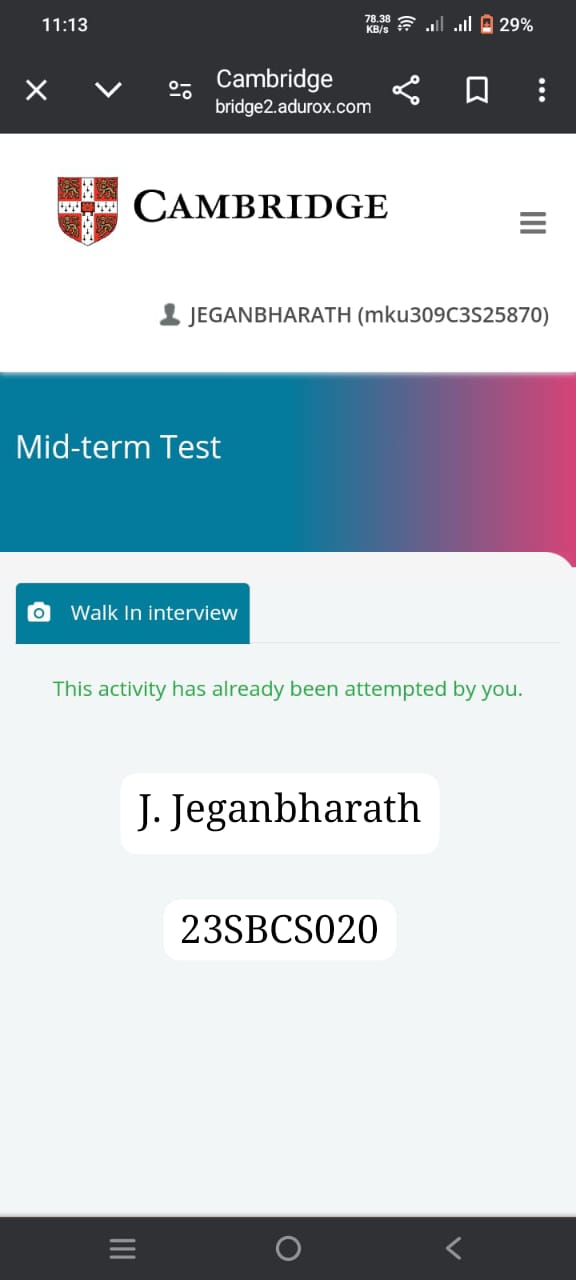 11:13
78.38
KB/s
29%
Cambridge
bridge2.adurox.com
CAMBRIDGE
JEGANBHARATH (mku309C3S25870)
Mid-term Test
Walk In interview
This activity has already been attempted by you.
J. Jeganbharath
23SBCS020